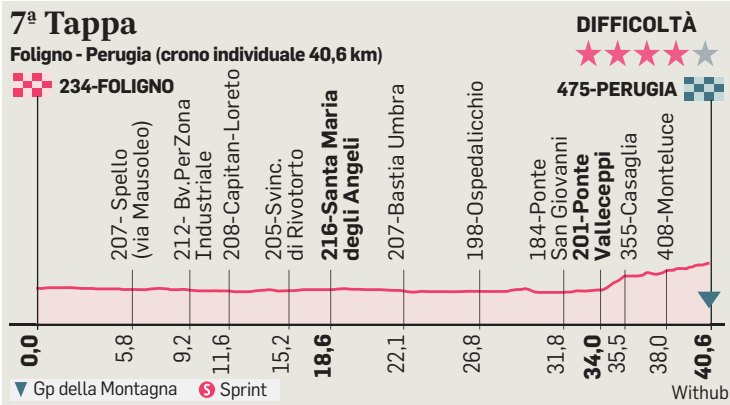 7ª Tappa
Foligno - Perugia (crono individuale 40,6 km)
DIFFICOLTÀ
234-FOLIGNO
475-PERUGIA
207- Spello
(via Mausoleo)
212- Bv.PerZona
Industriale
208-Capitan-Loreto
205-Svinc.
di Rivotorto
216-Santa Maria
degli Angeli
207-Bastia Umbra
198-Ospedalicchio
184-Ponte
San Giovanni
201-Ponte
Valleceppi
355-Casaglia
408-Monteluce
0,0
5,8
9,2
11,6
15,2
18,6
22,1
26,8
31,8
34,0
35,5
38,0
40,6
Gp della Montagna
S Sprint
Withub